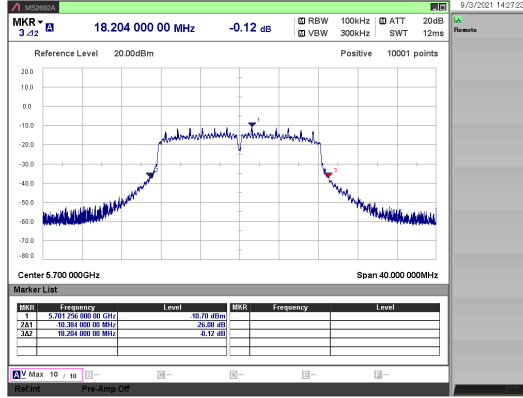 MS2692A
9/3/2021 14:27:23
MKR
3 ⊿2
A
18.204 000 00 MHz
-0.12 dB
A RBW 100kHz A ATT 20dB
A VBW 300kHz SWT 12ms
Remote
Reference Level 20.00dBm
Positive 10001 points
20.0
10.0
0.0
-10.0
-20.0
-30.0
-40.0
-50.0
-60.0
-70.0
-80.0
1
2
3
Center 5.700 000GHz
Span 40.000 000MHz
Marker List
MKR Frequency Level MKR Frequency Level
1 5.701 256 000 00 GHz -10.70 dBm
2Δ1 -10.384 000 00 MHz -26.08 dB
3Δ2 18.204 000 00 MHz -0.12 dB
A V Max 10 / 10 B-- C-- D-- E-- F--
Ref.Int Pre-Amp Off